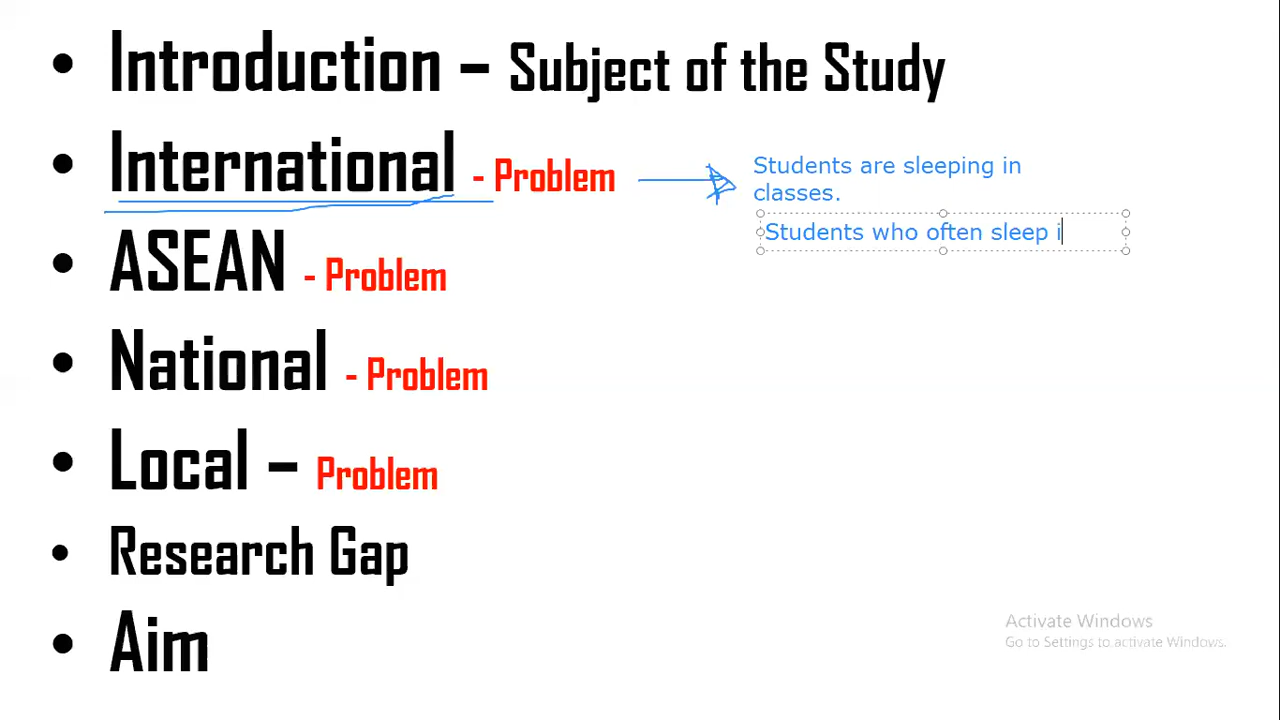 • Introduction – Subject of the Study
• International - Problem
Students are sleeping in
classes.
Students who often sleep i
• ASEAN - Problem
• National - Problem
• Local – Problem
• Research Gap
• Aim
Activate Windows
Go to Settings to activate Windows.